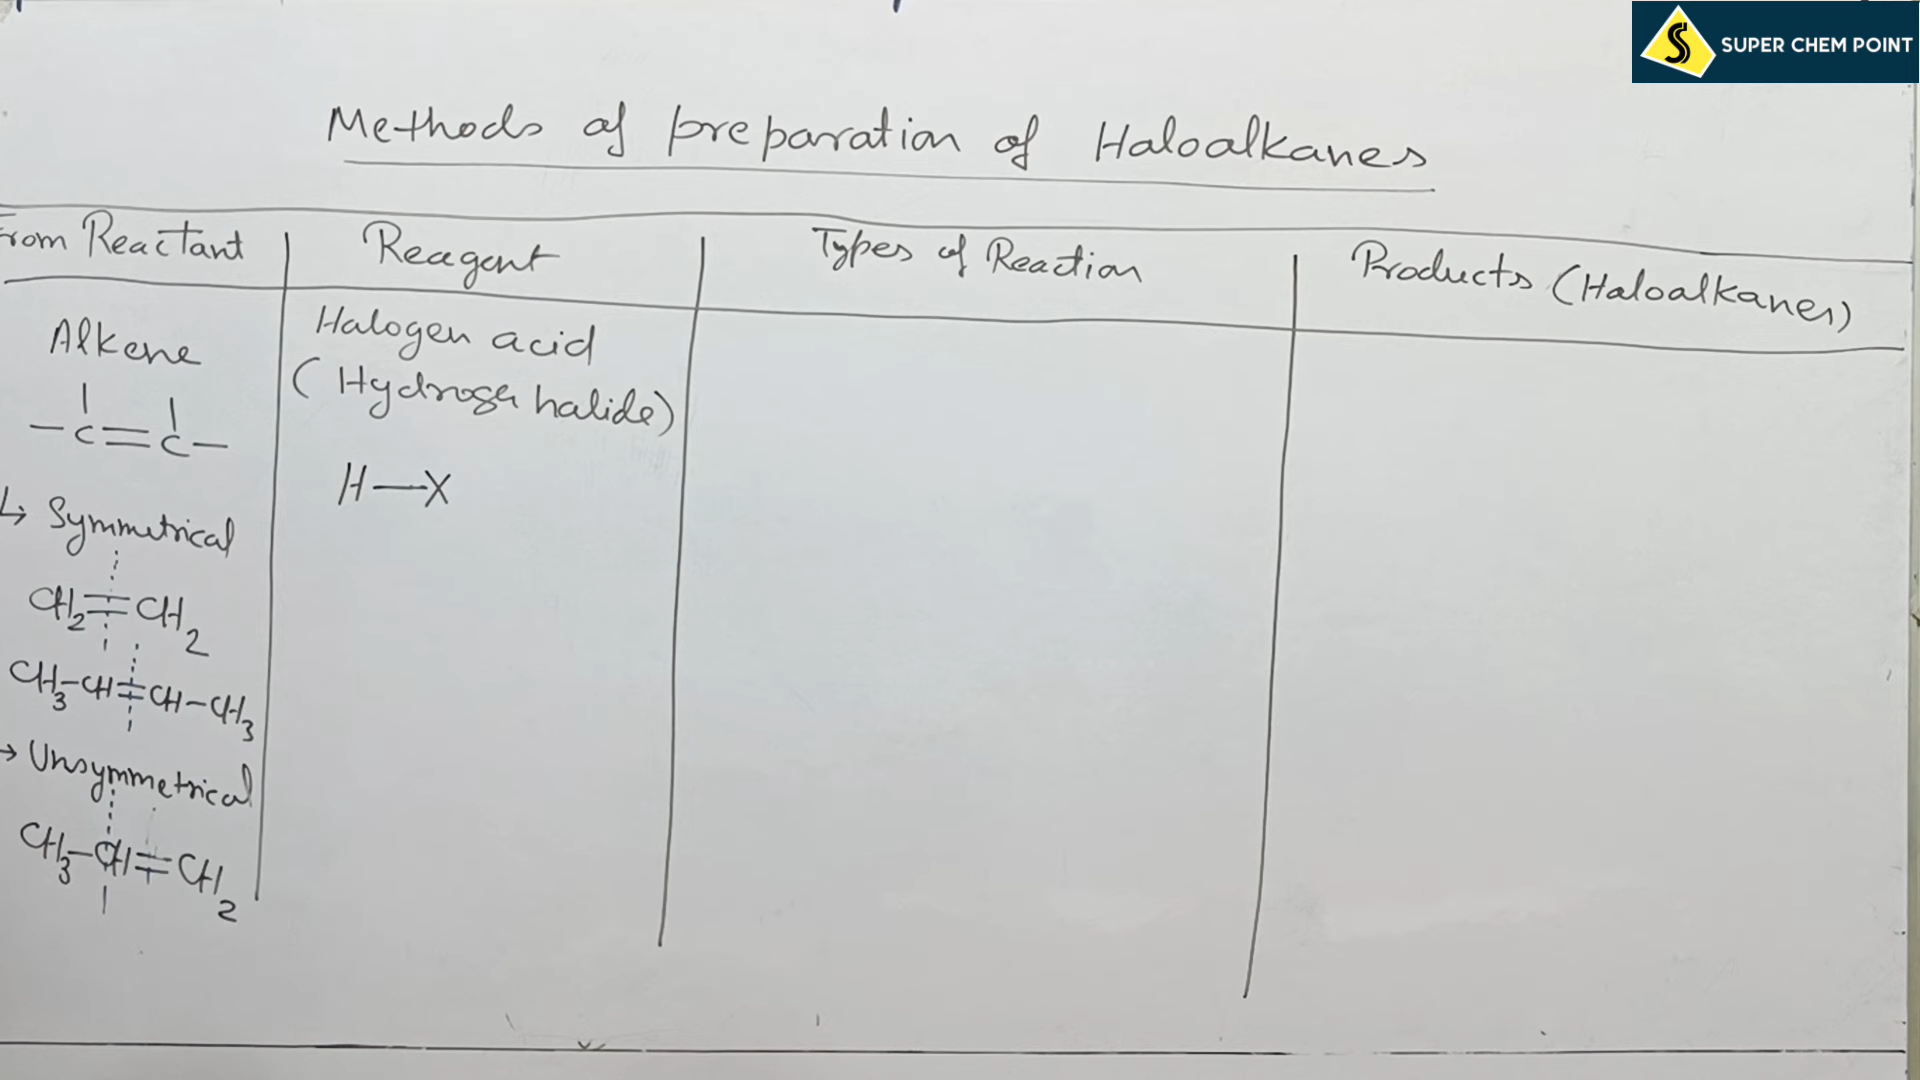 SUPER CHEM POINT
Methods of preparation of Haloalkanes
From Reactant
Reagent
Types of Reaction
Products (Haloalkanes)
Alkene
Halogen acid
(Hydrogen halide)
—C=C—
H—X
↳ Symmetrical
CH₂=CH₂
CH₃-CH=CH-CH₃
→ Unsymmetrical
CH₃-CH=CH₂